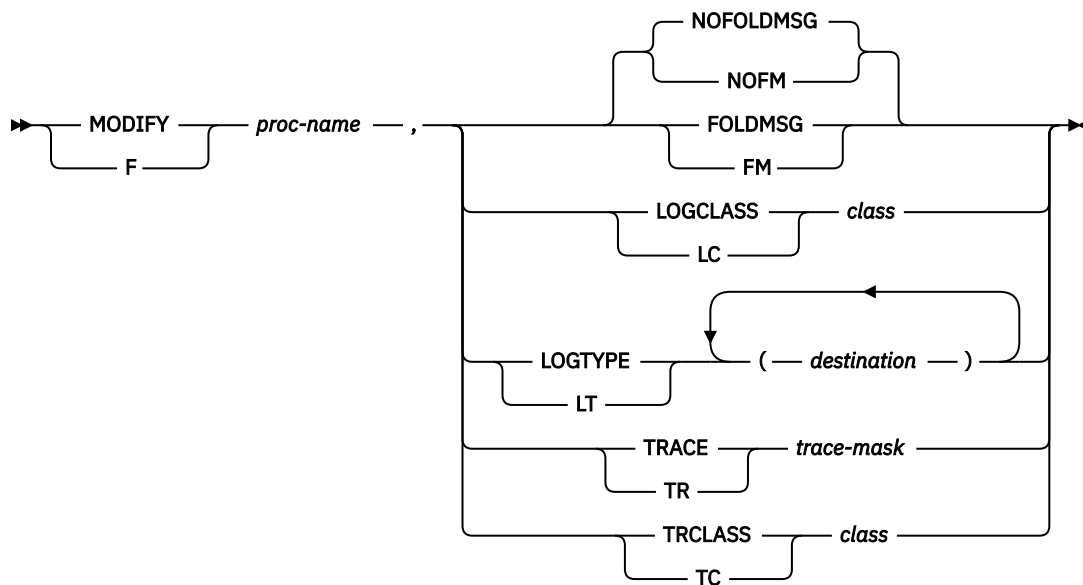 NOFOLDMSG
NOFM
MODIFY proc-name , FOLDMSG
F FM
LOGCLASS class
LC
LOGTYPE ( destination )
LT
TRACE trace-mask
TR
TRCLASS class
TC